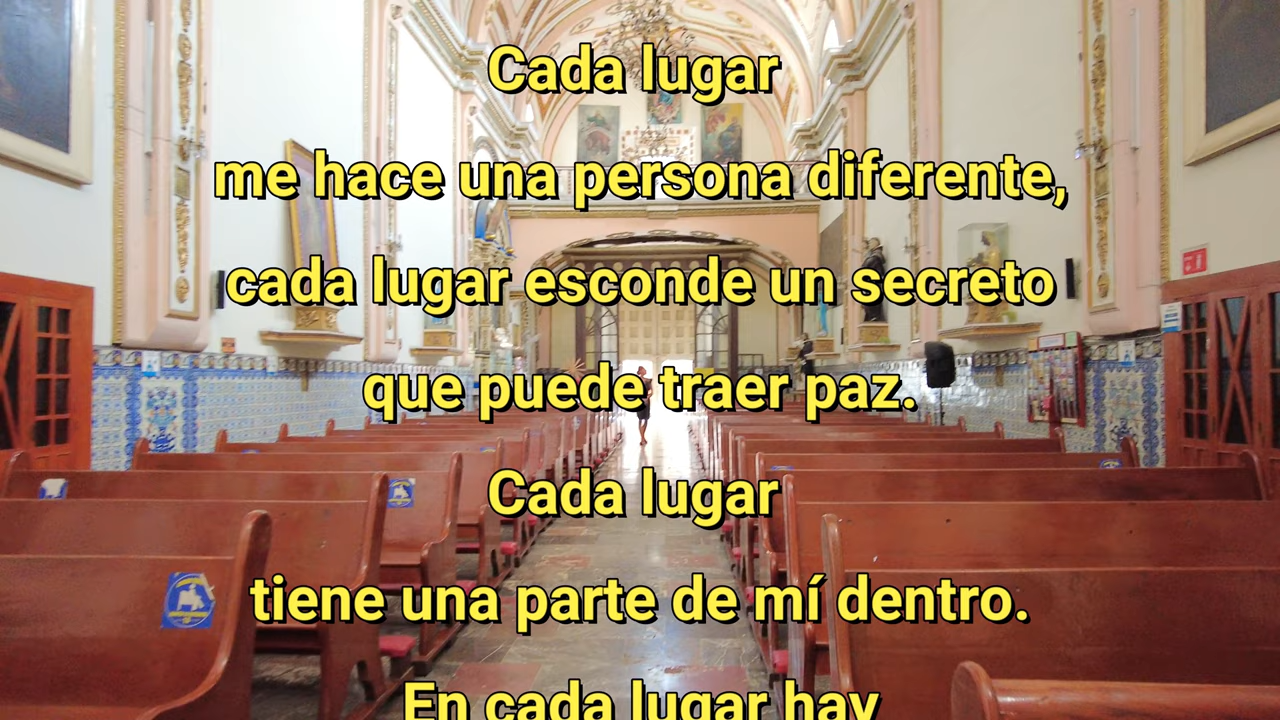 Cada lugar
me hace una persona diferente,
cada lugar esconde un secreto
que puede traer paz.
Cada lugar
tiene una parte de mí dentro.
En cada lugar hay